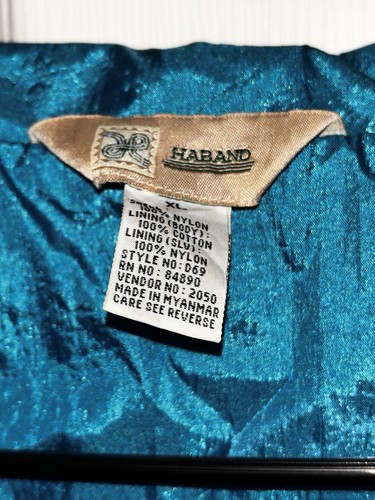 HABAND
XL
100% NYLON
LINING(BODY):
100% COTTON
LINING(SLV):
100% NYLON
STYLE NO: D69
RN NO: 84890
VENDOR NO: 2050
MADE IN MYANMAR
CARE SEE REVERSE